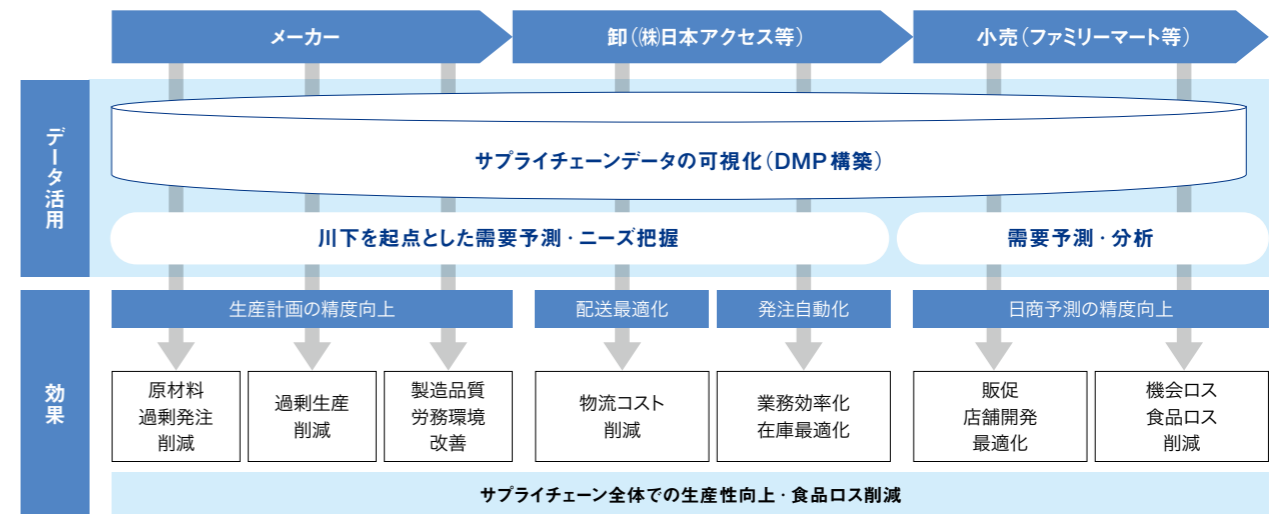 メーカー
卸(㈱日本アクセス等)
小売(ファミリーマート等)
データ活用
サプライチェーンデータの可視化(DMP構築)
川下を起点とした需要予測・ニーズ把握
需要予測・分析
効果
生産計画の精度向上
配送最適化
発注自動化
日商予測の精度向上
原材料
過剰発注
削減
過剰生産
削減
製造品質
労務環境
改善
物流コスト
削減
業務効率化
在庫最適化
販促
店舗開発
最適化
機会ロス
食品ロス
削減
サプライチェーン全体での生産性向上・食品ロス削減